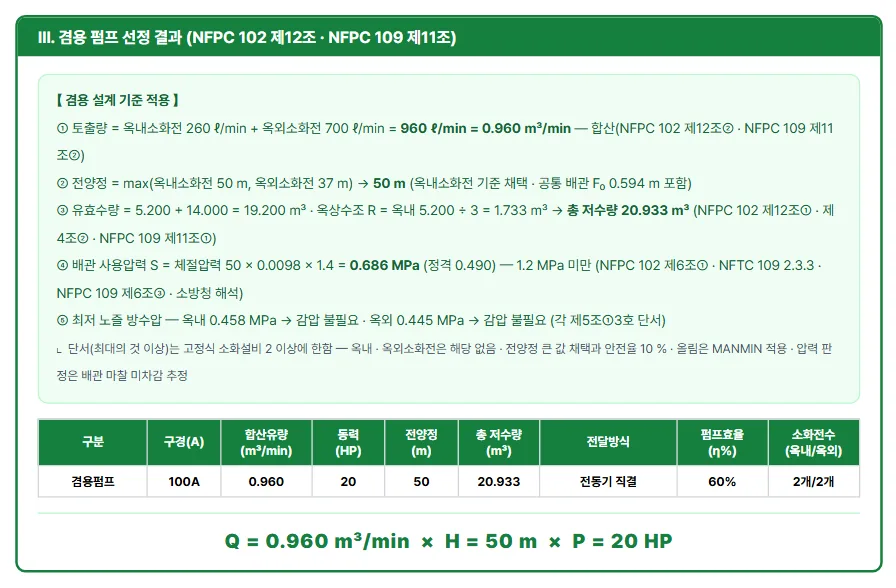 III. 겸용 펌프 선정 결과 (NFPC 102 제12조 · NFPC 109 제11조)
【 겸용 설계 기준 적용 】
① 토출량 = 옥내소화전 260 ℓ/min + 옥외소화전 700 ℓ/min = 960 ℓ/min = 0.960 m³/min — 합산(NFPC 102 제12조② · NFPC 109 제11
조②)
② 전양정 = max(옥내소화전 50 m, 옥외소화전 37 m) → 50 m (옥내소화전 기준 채택 · 공통 배관 F₀ 0.594 m 포함)
③ 유효수량 = 5.200 + 14.000 = 19.200 m³ · 옥상수조 R = 옥내 5.200 ÷ 3 = 1.733 m³ → 총 저수량 20.933 m³ (NFPC 102 제12조① · 제
4조② · NFPC 109 제11조①)
④ 배관 사용압력 S = 체절압력 50 × 0.0098 × 1.4 = 0.686 MPa (정격 0.490) — 1.2 MPa 미만 (NFPC 102 제6조① · NFTC 109 2.3.3 ·
NFPC 109 제6조③ · 소방청 해석)
⑤ 최저 노즐 방수압 — 옥내 0.458 MPa → 감압 불필요 · 옥외 0.445 MPa → 감압 불필요 (각 제5조①3호 단서)
ㄴ 단서(최대의 것 이상)는 고정식 소화설비 2 이상에 한함 — 옥내 · 옥외소화전은 해당 없음 · 전양정 큰 값 채택과 안전율 10 % · 올림은 MANMIN 적용 · 압력 판
정은 배관 마찰 미차감 추정
구분 구경(A) 합산유량 (m³/min) 동력 (HP) 전양정 (m) 총 저수량 (m³) 전달방식 펌프효율 (η%) 소화전수 (옥내/옥외)
겸용펌프 100A 0.960 20 50 20.933 전동기 직결 60% 2개/2개
Q = 0.960 m³/min × H = 50 m × P = 20 HP